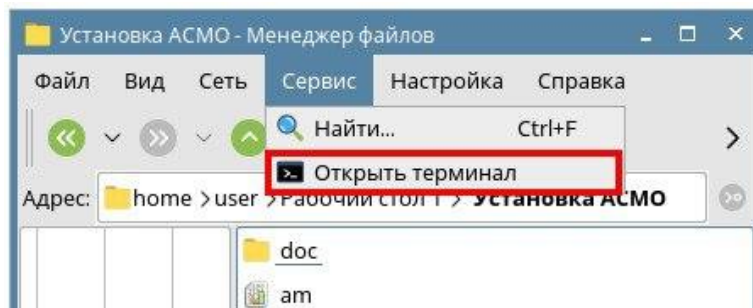 Установка АСМО - Менеджер файлов
Файл Вид Сеть Сервис Настройка Справка
Найти... Ctrl+F
Открыть терминал
Адрес: home > user > Рабочий стол 1 > Установка АСМО
doc
am